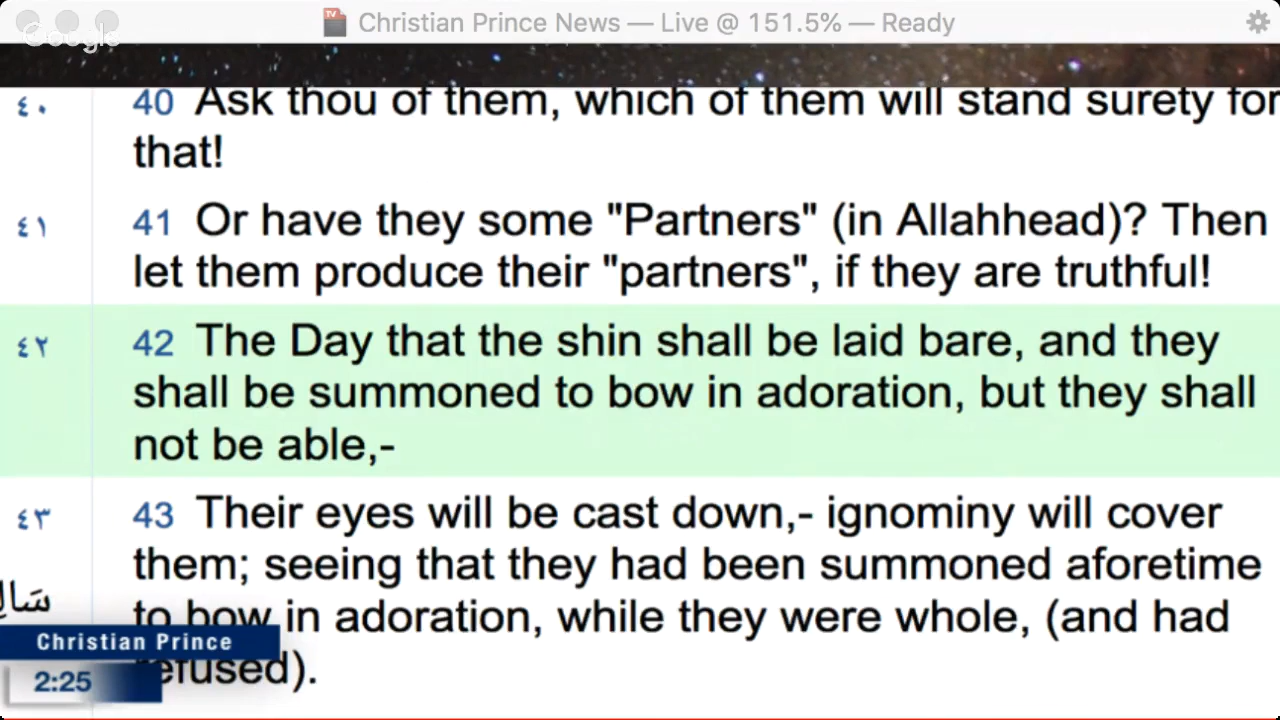 Christian Prince News — Live @ 151.5% — Ready
Google
٤٠ 40 Ask thou of them, which of them will stand surety for
that!
٤١ 41 Or have they some "Partners" (in Allahhead)? Then
let them produce their "partners", if they are truthful!
٤٢ 42 The Day that the shin shall be laid bare, and they
shall be summoned to bow in adoration, but they shall
not be able,-
٤٣ 43 Their eyes will be cast down,- ignominy will cover
them; seeing that they had been summoned aforetime
to bow in adoration, while they were whole, (and had
refused).
Christian Prince
2:25